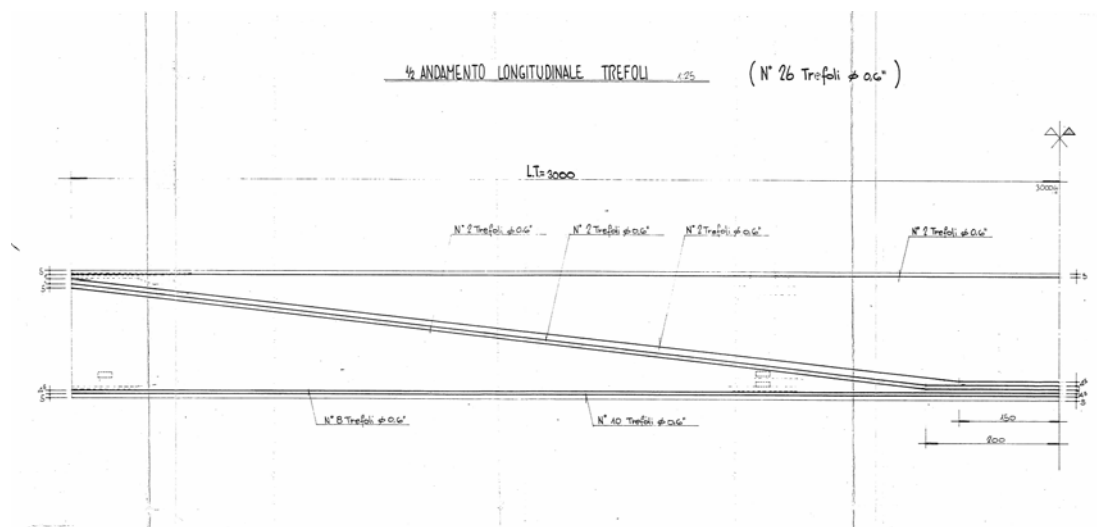 ½ ANDAMENTO LONGITUDINALE TREFOLI 1:25 (N° 26 Trefoli ø 0,6")
L.T.=3000
N° 2 Trefoli ø 0.6" N° 2 Trefoli ø 0.6" N° 2 Trefoli ø 0.6" N° 2 Trefoli ø 0.6"
N° 8 Trefoli ø 0.6" N° 10 Trefoli ø 0.6"
150
200